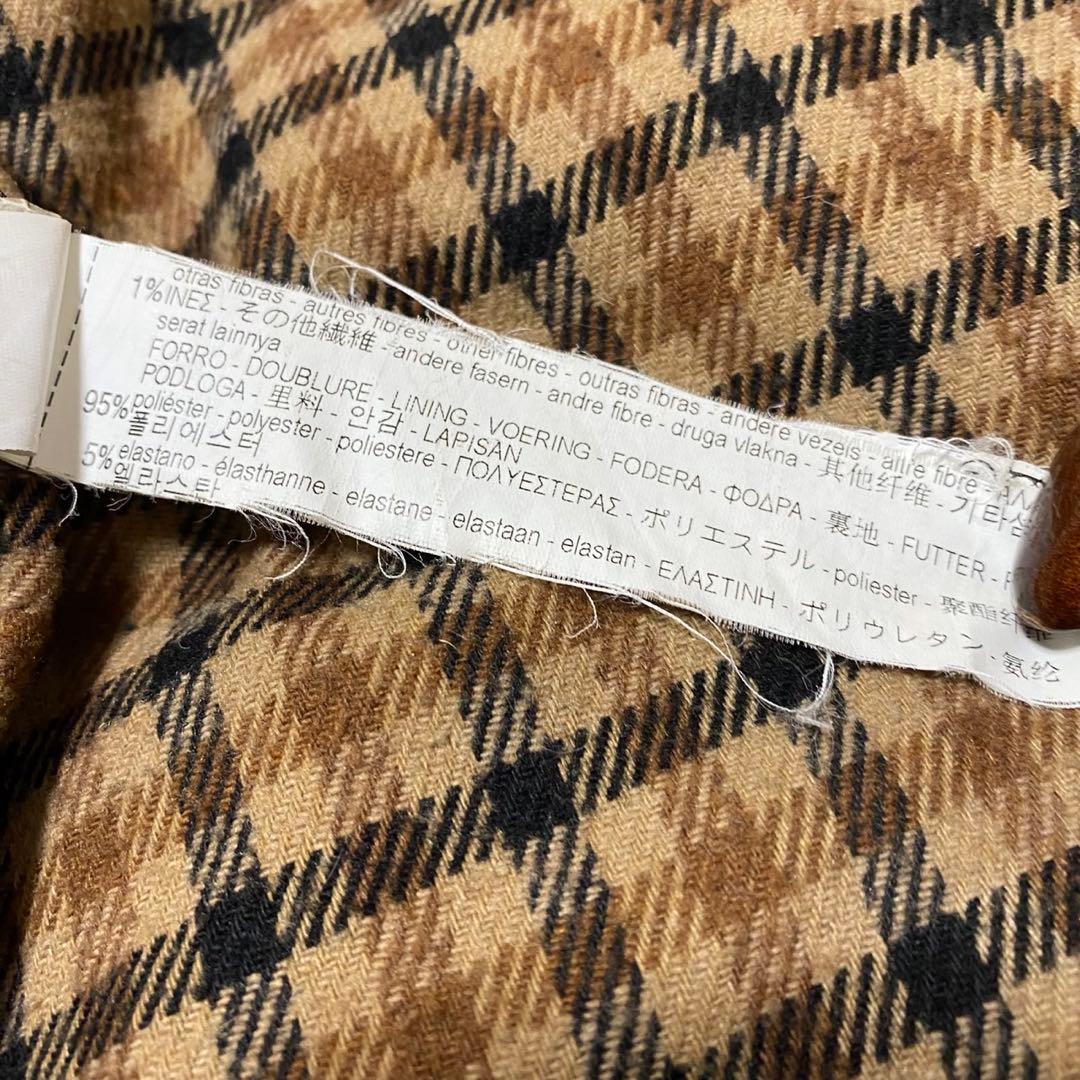 otras fibras - autres fibres - other fibres - outras fibras - andere vezels - altre fibre - ΆΛΛ
1% ΙΝΕΣ - その他繊維 - andere fasern - andre fibre - druga vlakna - 其他纤维 - 기타섬
serat lainnya
FORRO - DOUBLURE - LINING - VOERING - FODERA - ΦΟΔΡΑ - 裏地 - FUTTER -
PODLOGA - 里料 - 안감 - LAPISAN
95% poliéster - polyester - poliestere - ΠΟΛΥΕΣΤΕΡΑΣ - ポリエステル - poliester - 聚酯纤维
폴리에스터
5% elastano - élasthanne - elastane - elastaan - elastan - ΕΛΑΣΤΙΝΗ - ポリウレタン - 氨纶
엘라스타